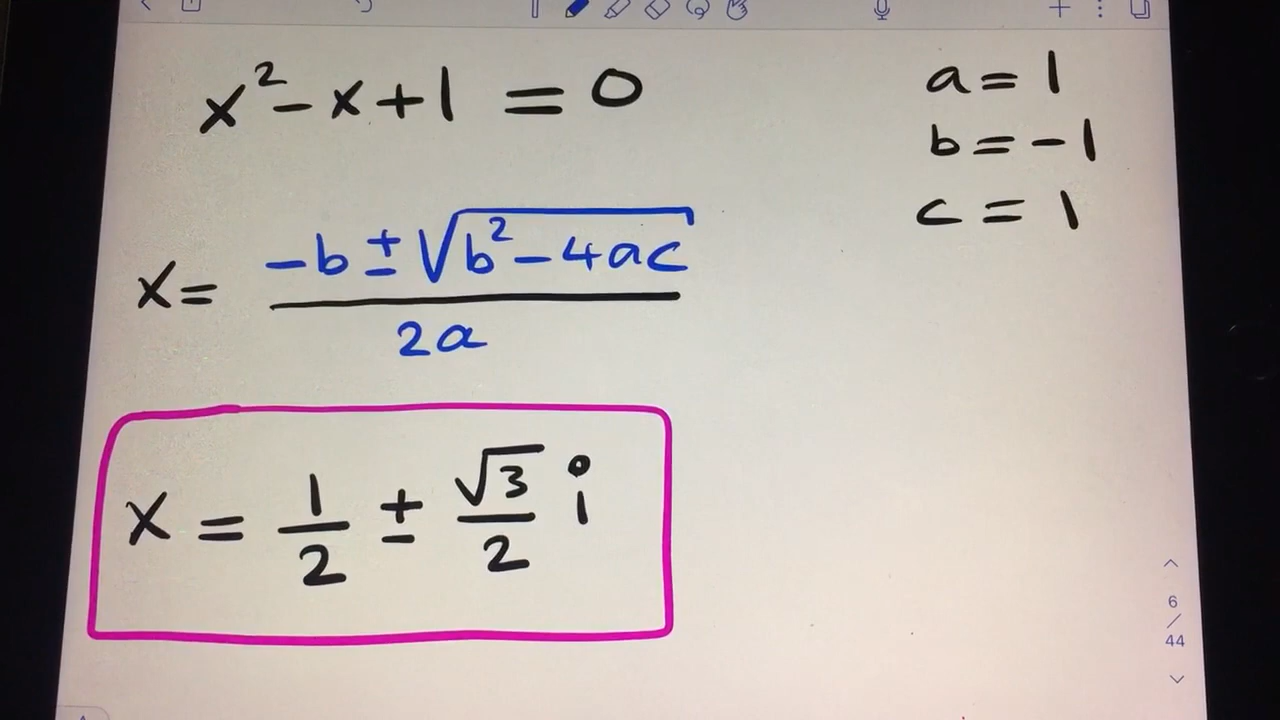 x² - x + 1 = 0
a = 1
b = -1
c = 1
x = (-b ± √(b² - 4ac)) / 2a
x = 1/2 ± √3/2 i
6
/
44